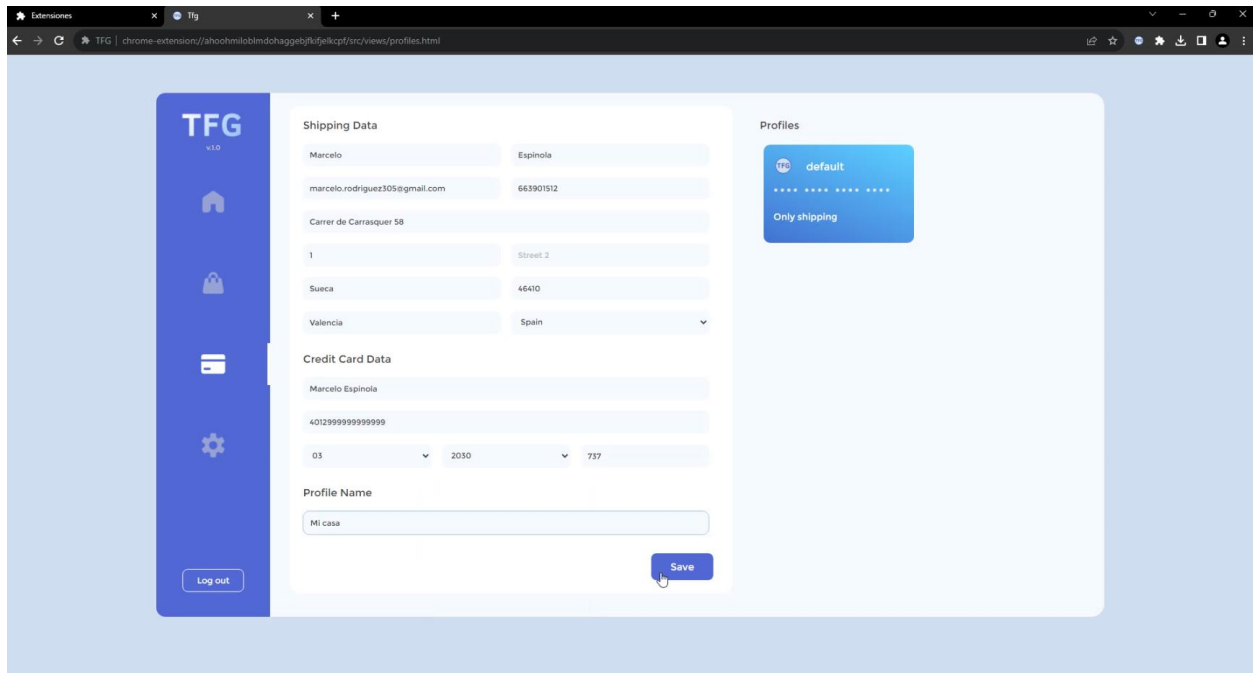 Extensiones
Tfg
TFG chrome-extension://ahoohmiloblmdohaggebjfkifjelkcpf/src/views/profiles.html
TFG
v.1.0
Log out
Shipping Data
Marcelo Espinola
marcelo.rodriguez305@gmail.com 663901512
Carrer de Carrasquer 58
1 Street 2
Sueca 46410
Valencia Spain
Credit Card Data
Marcelo Espinola
4012999999999999
03 2030 737
Profile Name
Mi casa
Save
Profiles
TFG default
•••• •••• •••• ••••
Only shipping